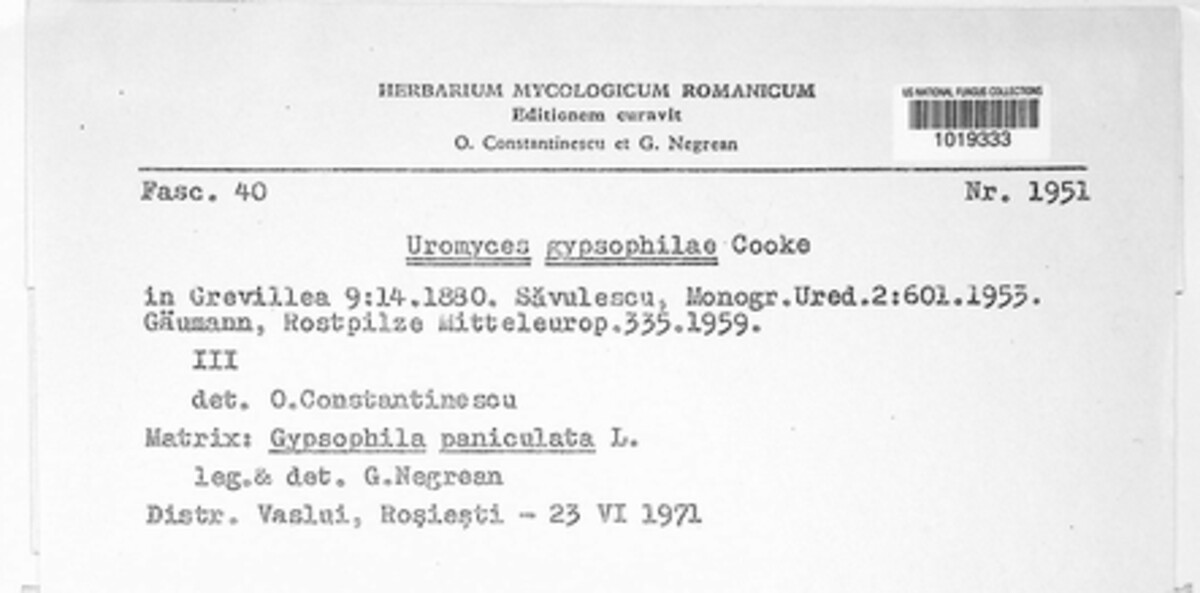 HERBARIUM MYCOLOGICUM ROMANICUM
Editionem curavit
O. Constantinescu et G. Negrean
US NATIONAL FUNGUS COLLECTIONS
1019333
Fasc. 40 Nr. 1951
Uromyces gypsophilae Cooke
in Grevillea 9:14.1880. Săvulescu, Monogr.Ured.2:601.1953.
Gäumann, Rostpilze Mitteleurop.335.1959.
III
det. O.Constantinescu
Matrix: Gypsophila paniculata L.
leg.& det. G.Negrean
Distr. Vaslui, Roşieşti - 23 VI 1971